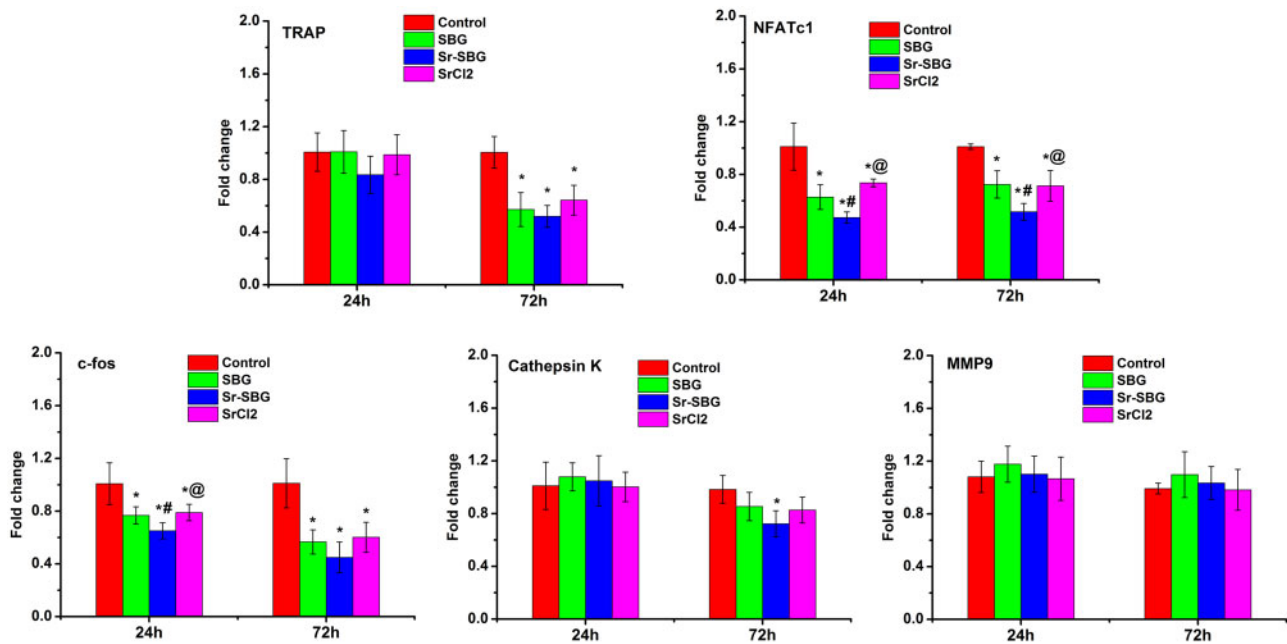 TRAP
Control
SBG
Sr-SBG
SrCl2
Fold change
2.0
1.6
1.2
0.8
0.4
0.0
* * *
24h 72h
NFATc1
Control
SBG
Sr-SBG
SrCl2
Fold change
2.0
1.6
1.2
0.8
0.4
0.0
* *# *@
* *# *@
24h 72h
c-fos
Control
SBG
Sr-SBG
SrCl2
Fold change
2.0
1.6
1.2
0.8
0.4
0.0
* *# *@
* * *
24h 72h
Cathepsin K
Control
SBG
Sr-SBG
SrCl2
Fold change
2.0
1.6
1.2
0.8
0.4
0.0
*
24h 72h
MMP9
Control
SBG
Sr-SBG
SrCl2
Fold change
2.0
1.6
1.2
0.8
0.4
0.0
24h 72h